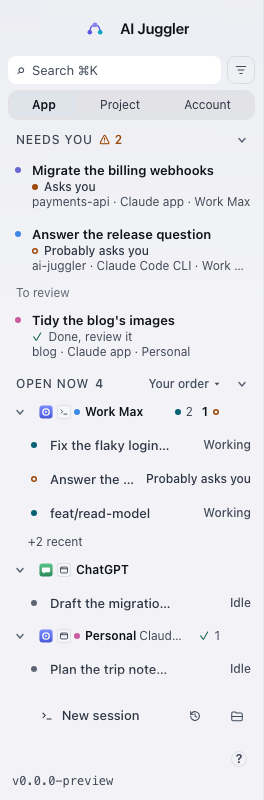 AI Juggler
Search ⌘K
App Project Account
NEEDS YOU 2
Migrate the billing webhooks
Asks you
payments-api · Claude app · Work Max
Answer the release question
Probably asks you
ai-juggler · Claude Code CLI · Work ...
To review
Tidy the blog's images
✓ Done, review it
blog · Claude app · Personal
OPEN NOW 4 Your order
Work Max 2 1
Fix the flaky login... Working
Answer the ... Probably asks you
feat/read-model Working
+2 recent
ChatGPT
Draft the migratio... Idle
Personal Claud... ✓ 1
Plan the trip note... Idle
New session
?
v0.0.0-preview